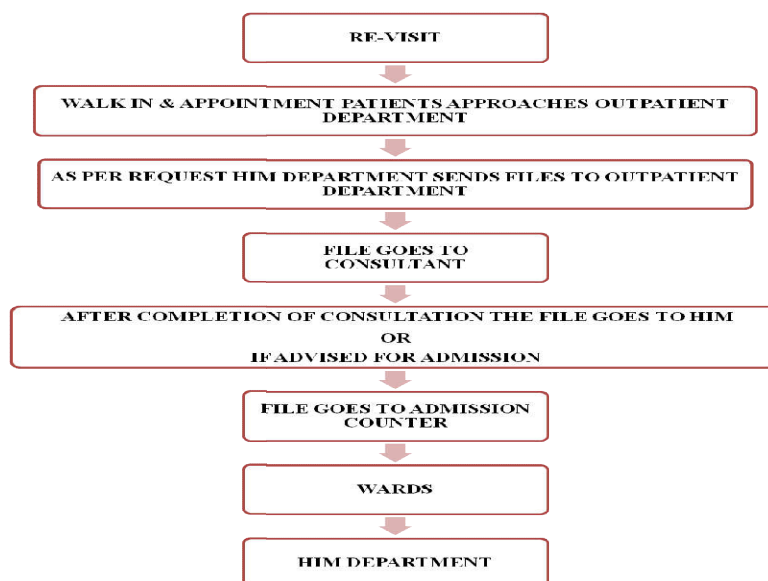 RE-VISIT
WALK IN & APPOINTMENT PATIENTS APPROACHES OUTPATIENT
DEPARTMENT
AS PER REQUEST HIM DEPARTMENT SENDS FILES TO OUTPATIENT
DEPARTMENT
FILE GOES TO
CONSULTANT
AFTER COMPLETION OF CONSULTATION THE FILE GOES TO HIM
OR
IF ADVISED FOR ADMISSION
FILE GOES TO ADMISSION
COUNTER
WARDS
HIM DEPARTMENT